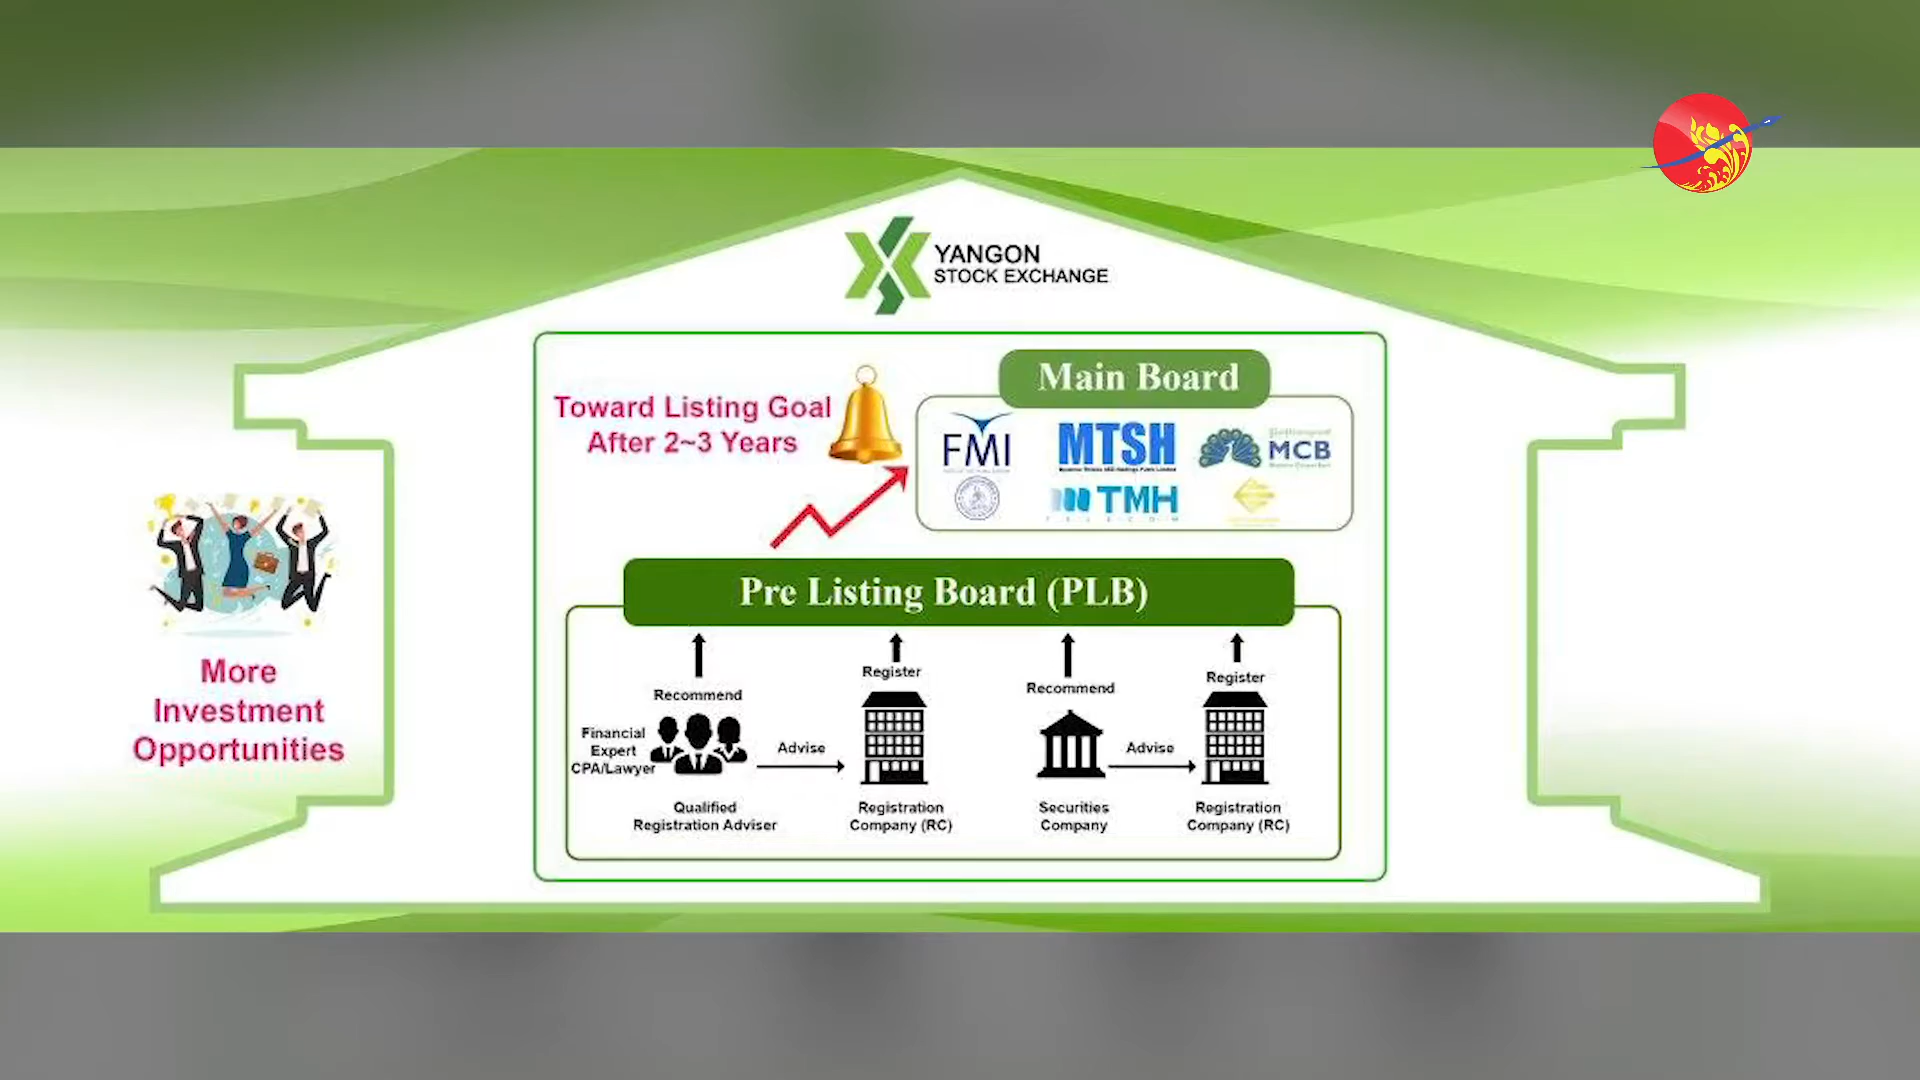 YANGON
STOCK EXCHANGE
Toward Listing Goal
After 2~3 Years
Main Board
FMI
MTSH
MCB
TMH
TELECOM
Pre Listing Board (PLB)
Recommend
Register
Recommend
Register
Financial
Expert
CPA/Lawyer
Advise
Advise
Qualified
Registration Adviser
Registration
Company (RC)
Securities
Company
Registration
Company (RC)
More
Investment
Opportunities